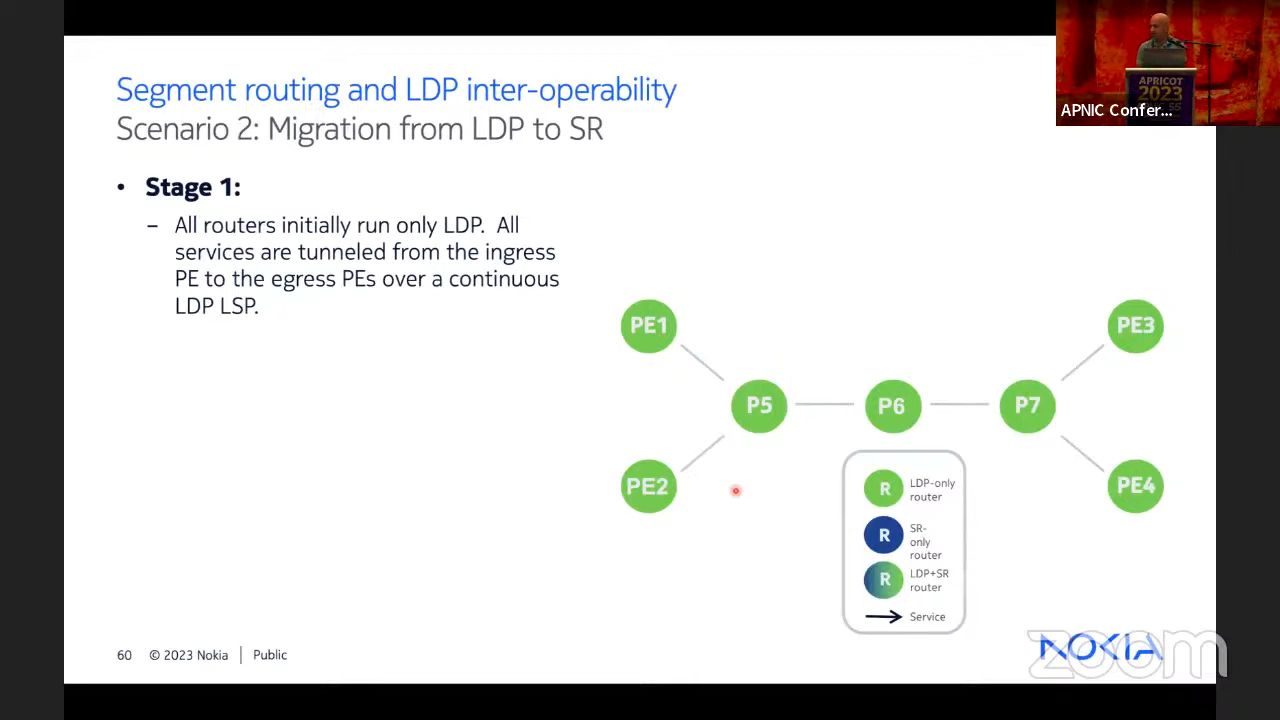 Segment routing and LDP inter-operability
Scenario 2: Migration from LDP to SR
• Stage 1:
– All routers initially run only LDP. All
services are tunneled from the ingress
PE to the egress PEs over a continuous
LDP LSP.
PE1
PE3
P5
P6
P7
PE2
PE4
R
LDP-only
router
R
SR-
only
router
R
LDP+SR
router
Service
60 © 2023 Nokia | Public
NOKIA
zoom
APRICOT
2023
APNIC Confer...